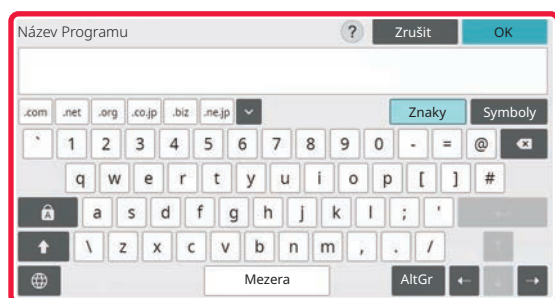 Název Programu ? Zrušit OK
.com .net .org .co.jp .biz .ne.jp Znaky Symboly
` 1 2 3 4 5 6 7 8 9 0 - = @
q w e r t y u i o p [ ] #
A a s d f g h j k l ; '
\ z x c v b n m , . /
Mezera AltGr